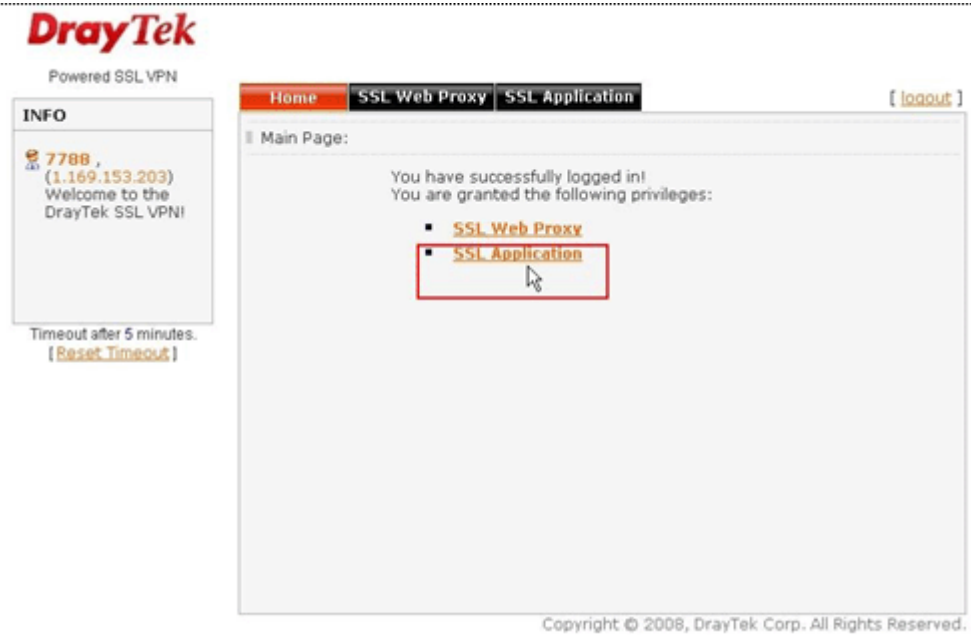 DrayTek
Powered SSL VPN
INFO
7788 ,
(1.169.153.203)
Welcome to the
DrayTek SSL VPN!
Timeout after 5 minutes.
[Reset Timeout]
Home SSL Web Proxy SSL Application [ logout ]
Main Page:
You have successfully logged in!
You are granted the following privileges:
▪ SSL Web Proxy
▪ SSL Application
Copyright © 2008, DrayTek Corp. All Rights Reserved.